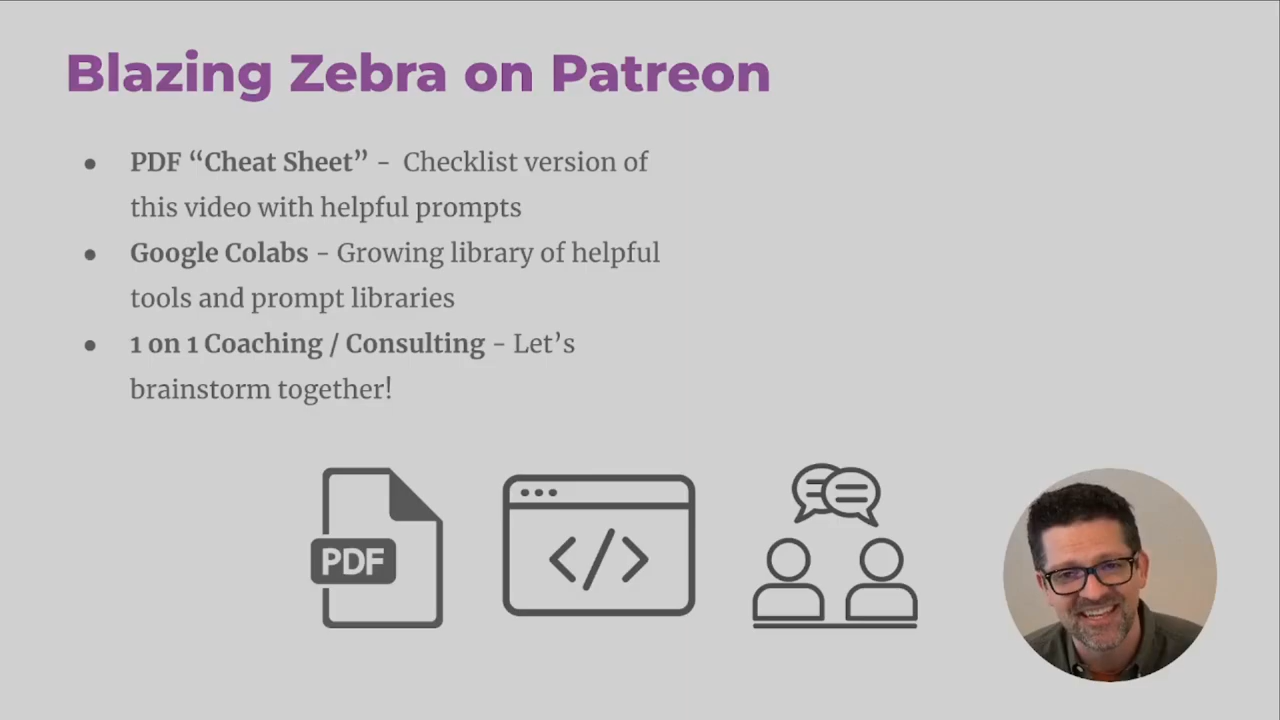 Blazing Zebra on Patreon
● PDF “Cheat Sheet” - Checklist version of
this video with helpful prompts
● Google Colabs - Growing library of helpful
tools and prompt libraries
● 1 on 1 Coaching / Consulting - Let’s
brainstorm together!
PDF